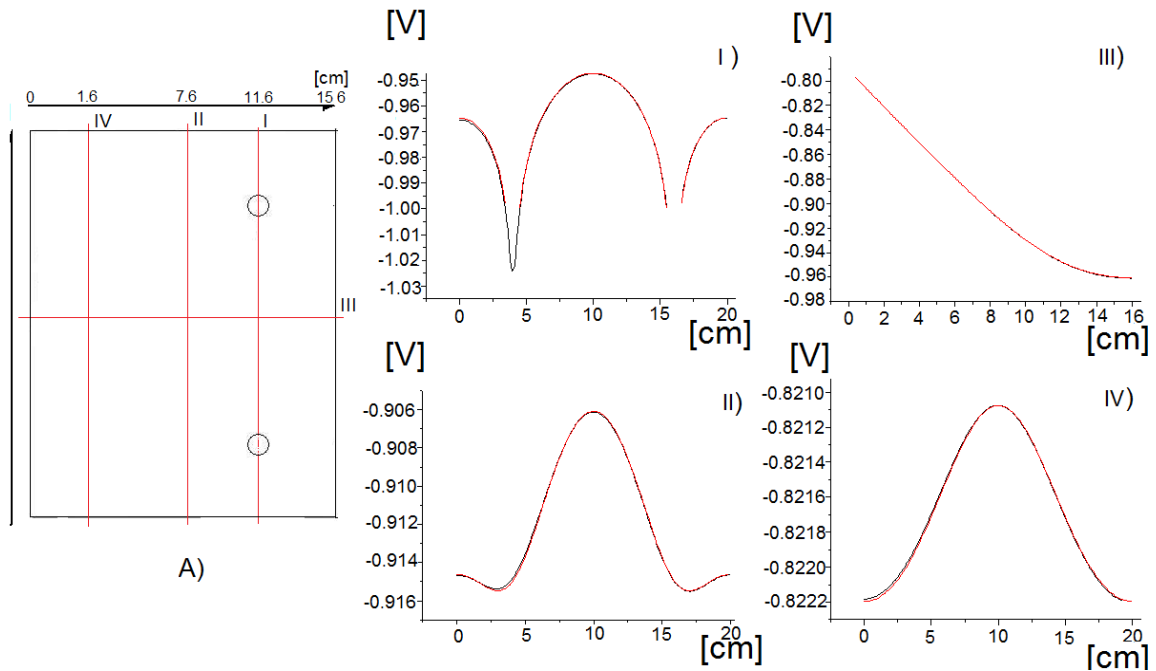 [cm]
0 1.6 7.6 11.6 15 6
IV II I
III
A)
[V]
I )
-0.95
-0.96
-0.97
-0.98
-0.99
-1.00
-1.01
-1.02
-1.03
0 5 10 15 20
[cm]
[V]
III)
-0.80
-0.82
-0.84
-0.86
-0.88
-0.90
-0.92
-0.94
-0.96
-0.98
0 2 4 6 8 10 12 14 16
[cm]
[V]
II)
-0.906
-0.908
-0.910
-0.912
-0.914
-0.916
0 5 10 15 20
[cm]
[V]
IV)
-0.8210
-0.8212
-0.8214
-0.8216
-0.8218
-0.8220
-0.8222
0 5 10 15 20
[cm]